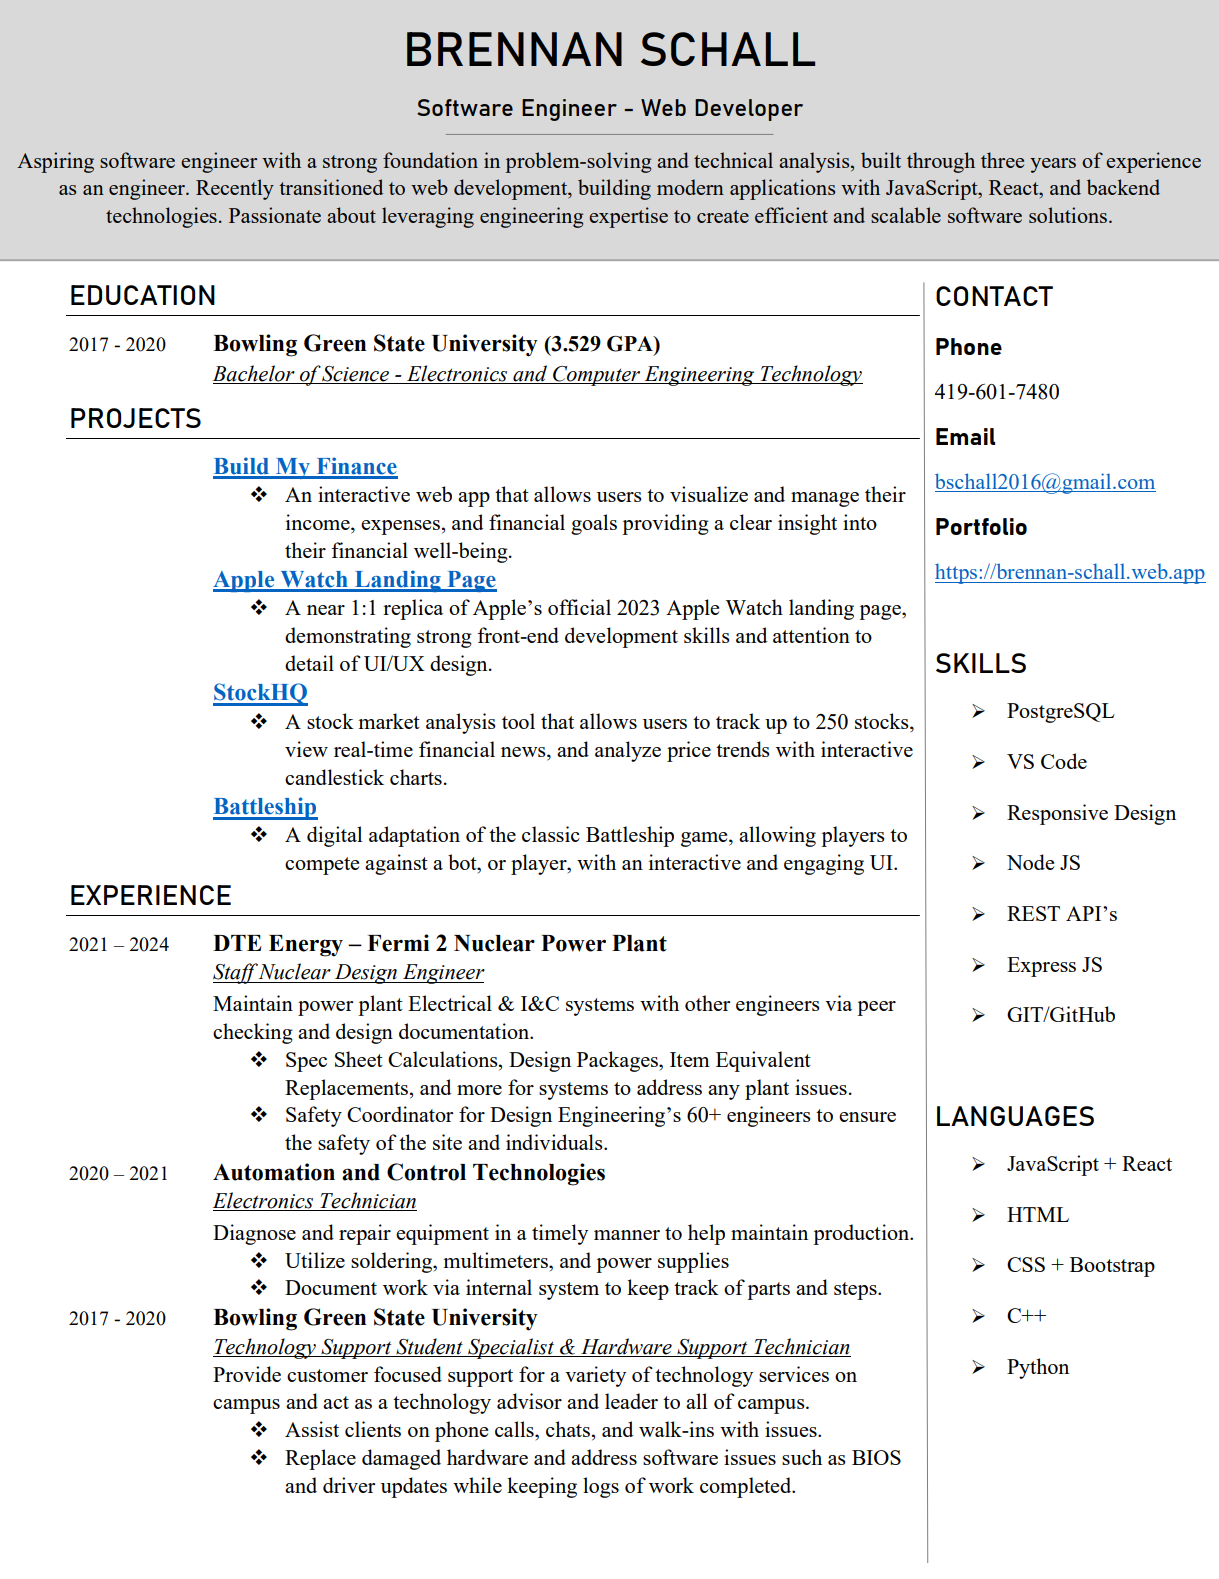 BRENNAN SCHALL
Software Engineer - Web Developer
Aspiring software engineer with a strong foundation in problem-solving and technical analysis, built through three years of experience
as an engineer. Recently transitioned to web development, building modern applications with JavaScript, React, and backend
technologies. Passionate about leveraging engineering expertise to create efficient and scalable software solutions.
EDUCATION
2017 - 2020 Bowling Green State University (3.529 GPA)
Bachelor of Science - Electronics and Computer Engineering Technology
PROJECTS
Build My Finance
❖ An interactive web app that allows users to visualize and manage their
income, expenses, and financial goals providing a clear insight into
their financial well-being.
Apple Watch Landing Page
❖ A near 1:1 replica of Apple’s official 2023 Apple Watch landing page,
demonstrating strong front-end development skills and attention to
detail of UI/UX design.
StockHQ
❖ A stock market analysis tool that allows users to track up to 250 stocks,
view real-time financial news, and analyze price trends with interactive
candlestick charts.
Battleship
❖ A digital adaptation of the classic Battleship game, allowing players to
compete against a bot, or player, with an interactive and engaging UI.
EXPERIENCE
2021 – 2024 DTE Energy – Fermi 2 Nuclear Power Plant
Staff Nuclear Design Engineer
Maintain power plant Electrical & I&C systems with other engineers via peer
checking and design documentation.
❖ Spec Sheet Calculations, Design Packages, Item Equivalent
Replacements, and more for systems to address any plant issues.
❖ Safety Coordinator for Design Engineering’s 60+ engineers to ensure
the safety of the site and individuals.
2020 – 2021 Automation and Control Technologies
Electronics Technician
Diagnose and repair equipment in a timely manner to help maintain production.
❖ Utilize soldering, multimeters, and power supplies
❖ Document work via internal system to keep track of parts and steps.
2017 - 2020 Bowling Green State University
Technology Support Student Specialist & Hardware Support Technician
Provide customer focused support for a variety of technology services on
campus and act as a technology advisor and leader to all of campus.
❖ Assist clients on phone calls, chats, and walk-ins with issues.
❖ Replace damaged hardware and address software issues such as BIOS
and driver updates while keeping logs of work completed.
CONTACT
Phone
419-601-7480
Email
bschall2016@gmail.com
Portfolio
https://brennan-schall.web.app
SKILLS
➢ PostgreSQL
➢ VS Code
➢ Responsive Design
➢ Node JS
➢ REST API’s
➢ Express JS
➢ GIT/GitHub
LANGUAGES
➢ JavaScript + React
➢ HTML
➢ CSS + Bootstrap
➢ C++
➢ Python